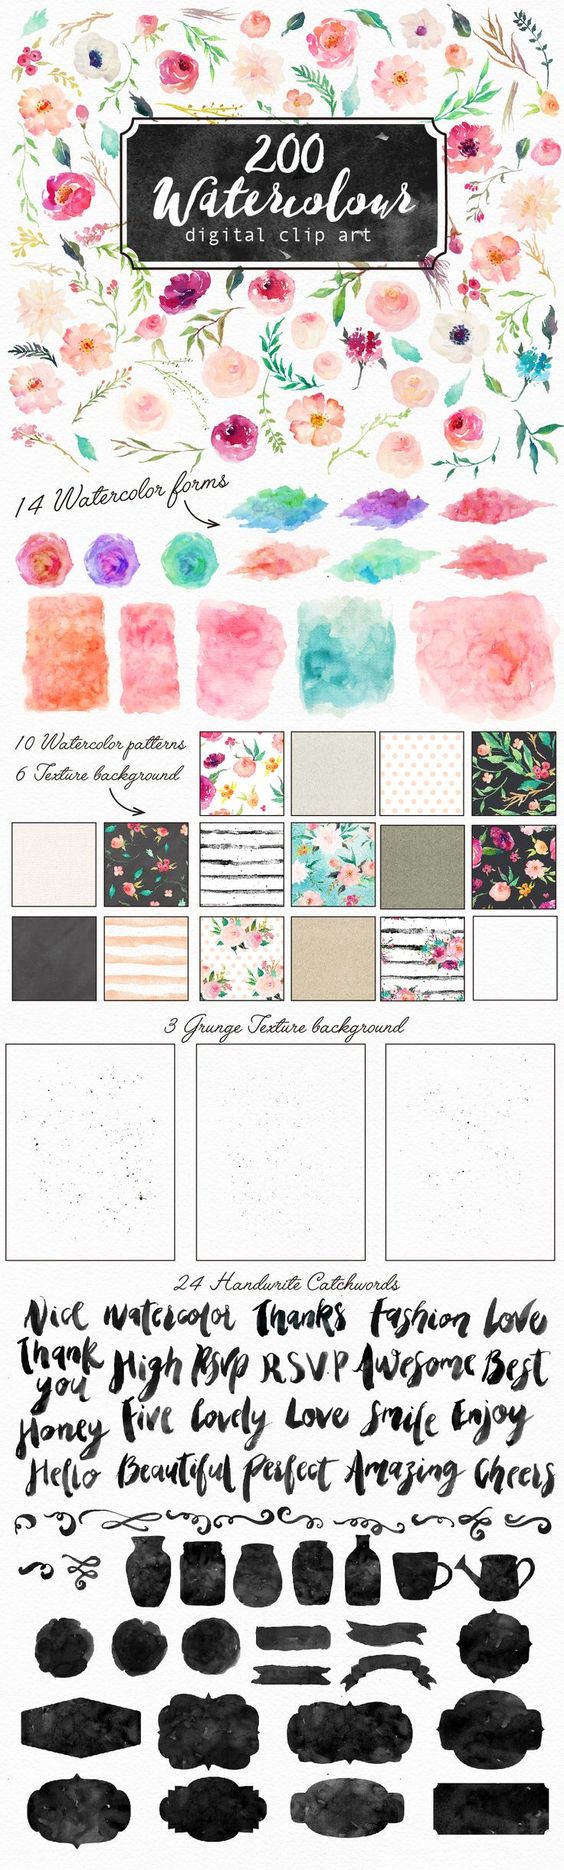 200
Watercolour
digital clip art
14 Watercolor forms
10 Watercolor patterns
6 Texture background
3 Grunge Texture background
24 Handwrite Catchwords
Nice Watercolor Thanks Fashion Love
Thank you High Rsvp R.S.V.P Awesome Best
Honey Five Lovely Love Smile Enjoy
Hello Beautiful Perfect Amazing Cheers